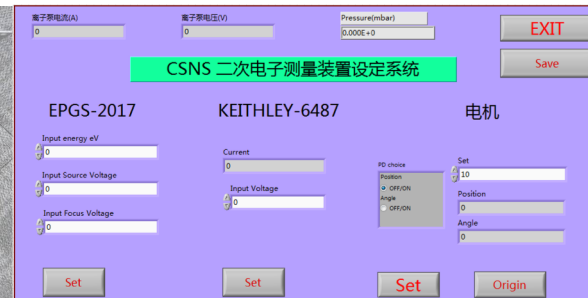 离子泵电流(A)
0
离子泵电压(V)
0
Pressure(mbar)
0.000E+0
EXIT
CSNS 二次电子测量装置设定系统
Save
EPGS-2017
KEITHLEY-6487
电机
Input energy eV
0
Input Source Voltage
0
Input Focus Voltage
0
Set
Current
0
Input Voltage
0
Set
PD choice
Position
OFF/ON
Angle
OFF/ON
Set
10
Position
0
Angle
0
Set
Origin